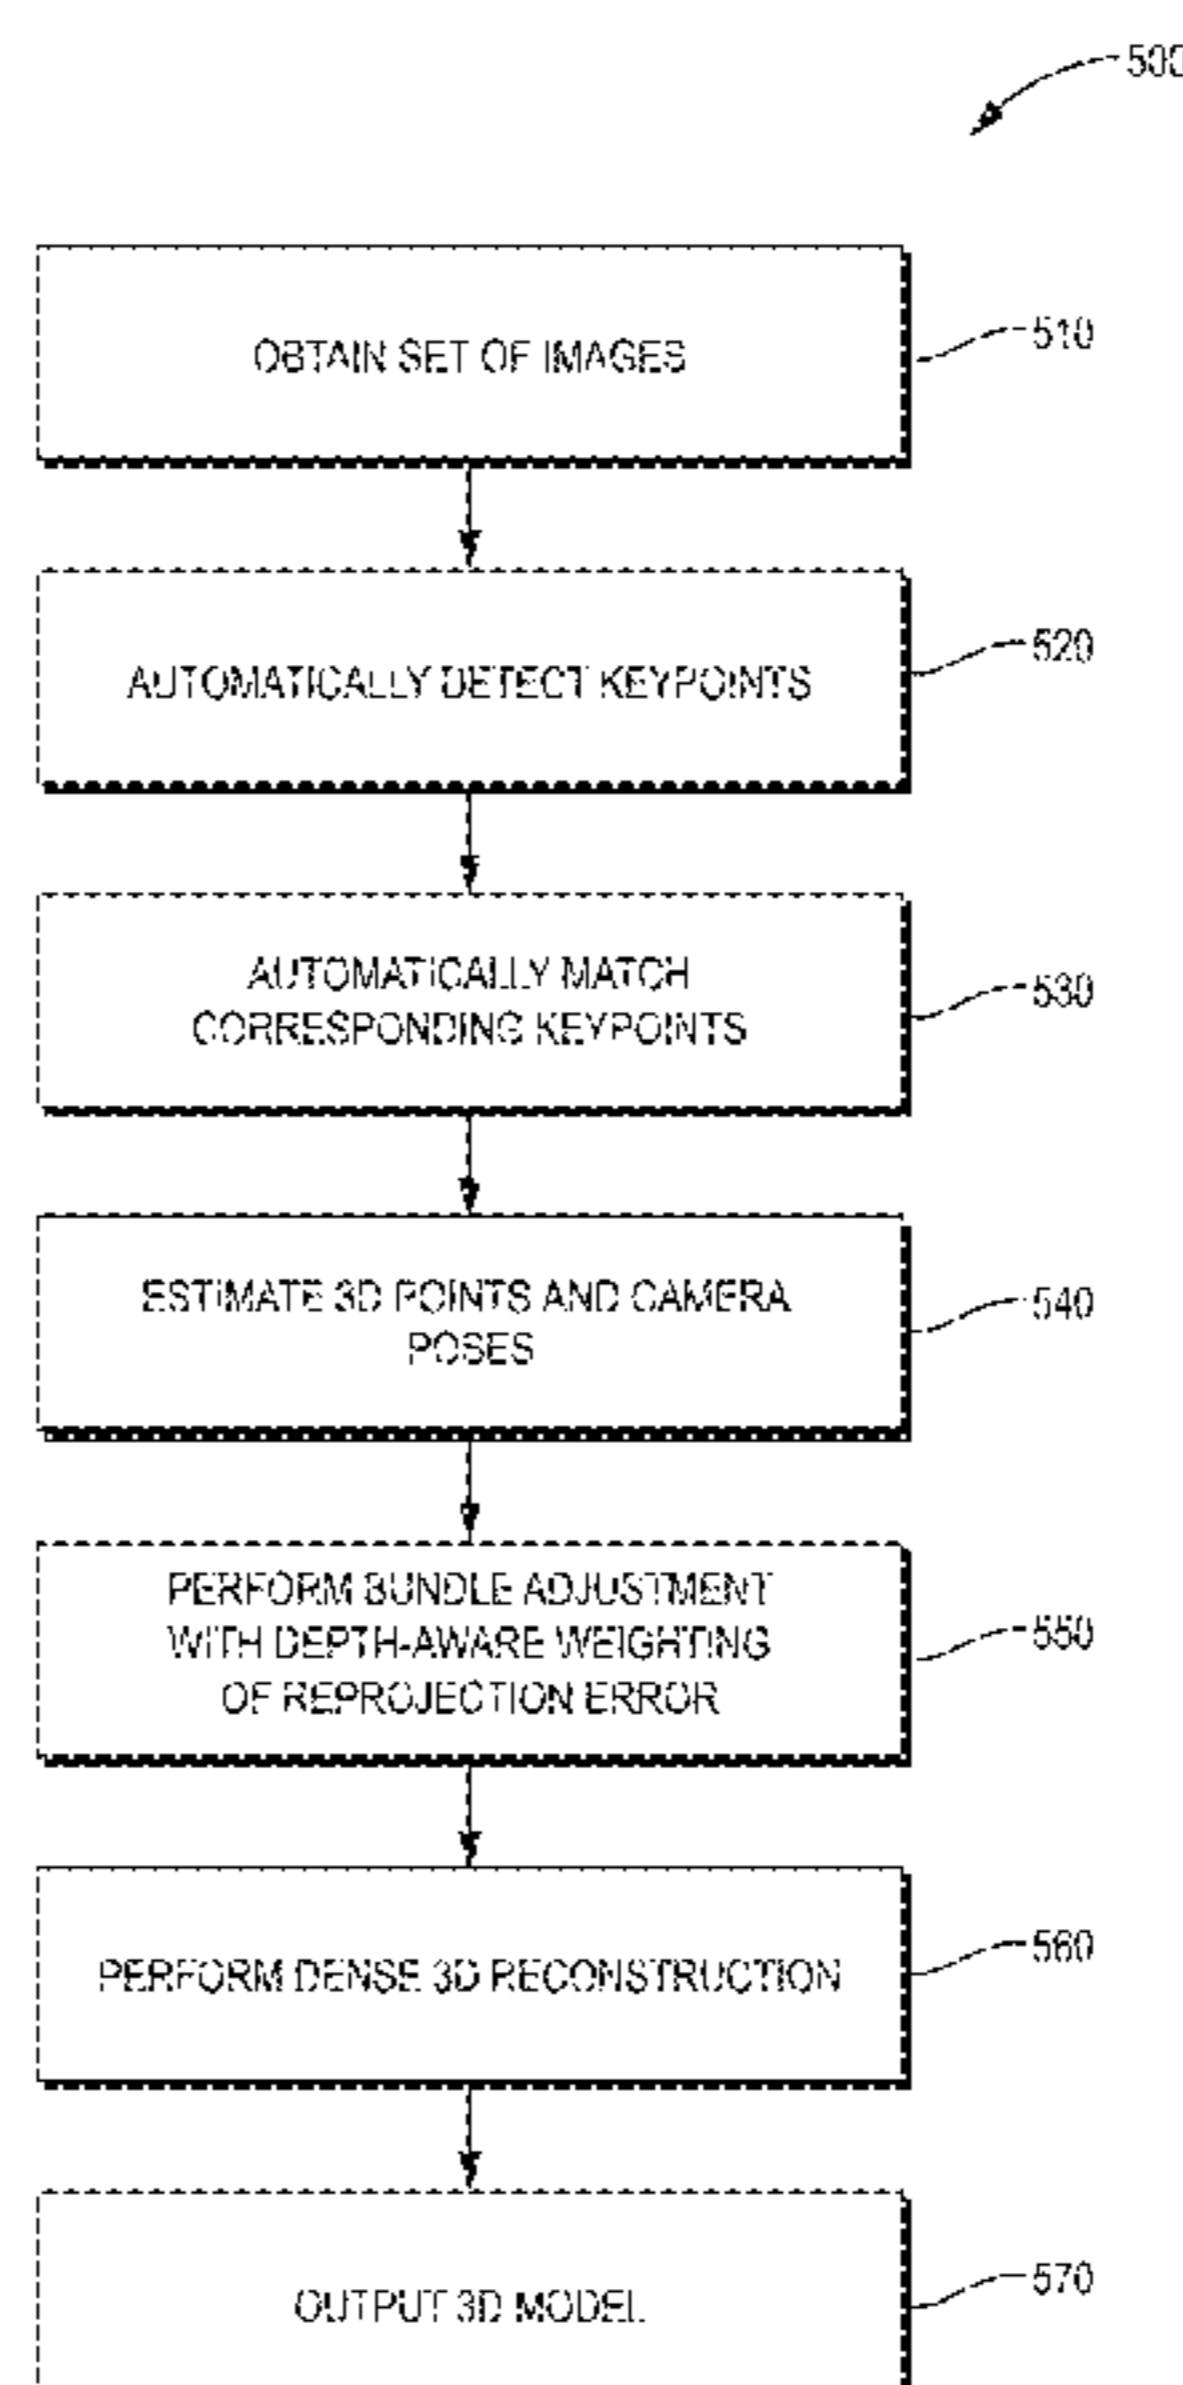 500
OBTAIN SET OF IMAGES
510
AUTOMATICALLY DETECT KEYPOINTS
520
AUTOMATICALLY MATCH
CORRESPONDING KEYPOINTS
530
ESTIMATE 3D POINTS AND CAMERA
POSES
540
PERFORM BUNDLE ADJUSTMENT
WITH DEPTH-AWARE WEIGHTING
OF REPROJECTION ERROR
550
PERFORM DENSE 3D RECONSTRUCTION
560
OUTPUT 3D MODEL
570